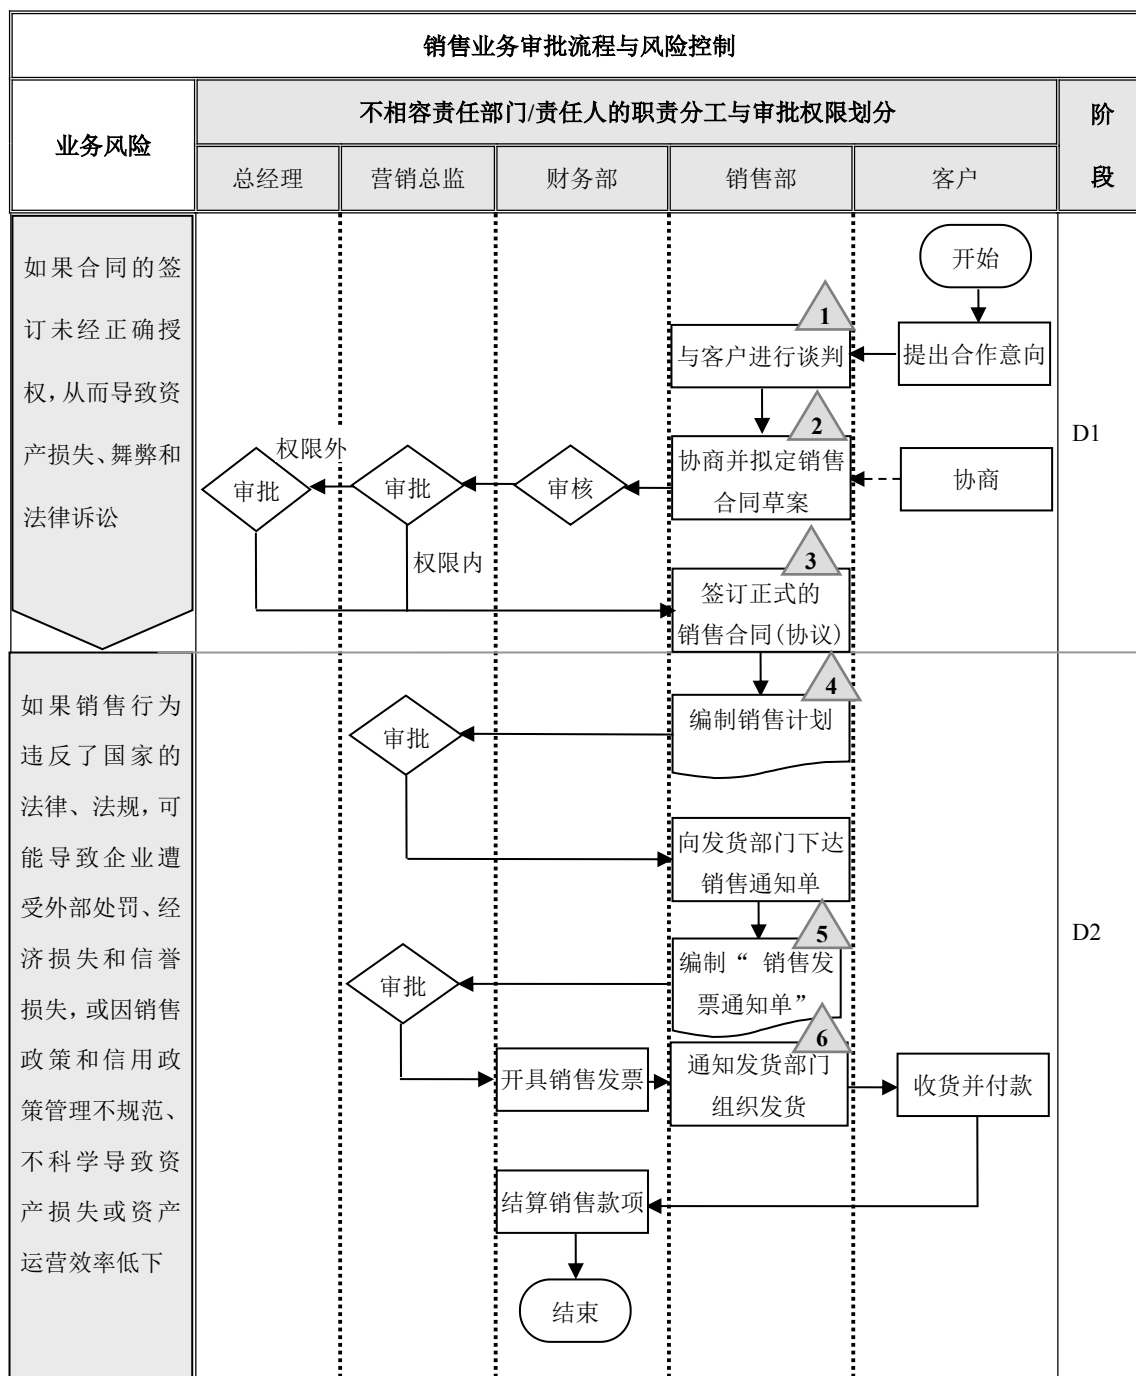 销售业务审批流程与风险控制
业务风险
不相容责任部门/责任人的职责分工与审批权限划分
阶
段
总经理
营销总监
财务部
销售部
客户
如果合同的签
订未经正确授
权,从而导致资
产损失、舞弊和
法律诉讼
开始
1
与客户进行谈判
提出合作意向
2
权限外
审批
审批
审核
协商并拟定销售
合同草案
协商
D1
权限内
3
签订正式的
销售合同(协议)
如果销售行为
违反了国家的
法律、法规,可
能导致企业遭
受外部处罚、经
济损失和信誉
损失,或因销售
政策和信用政
策管理不规范、
不科学导致资
产损失或资产
运营效率低下
4
审批
编制销售计划
向发货部门下达
销售通知单
5
审批
编制“ 销售发
票通知单”
D2
6
开具销售发票
通知发货部门
组织发货
收货并付款
结算销售款项
结束